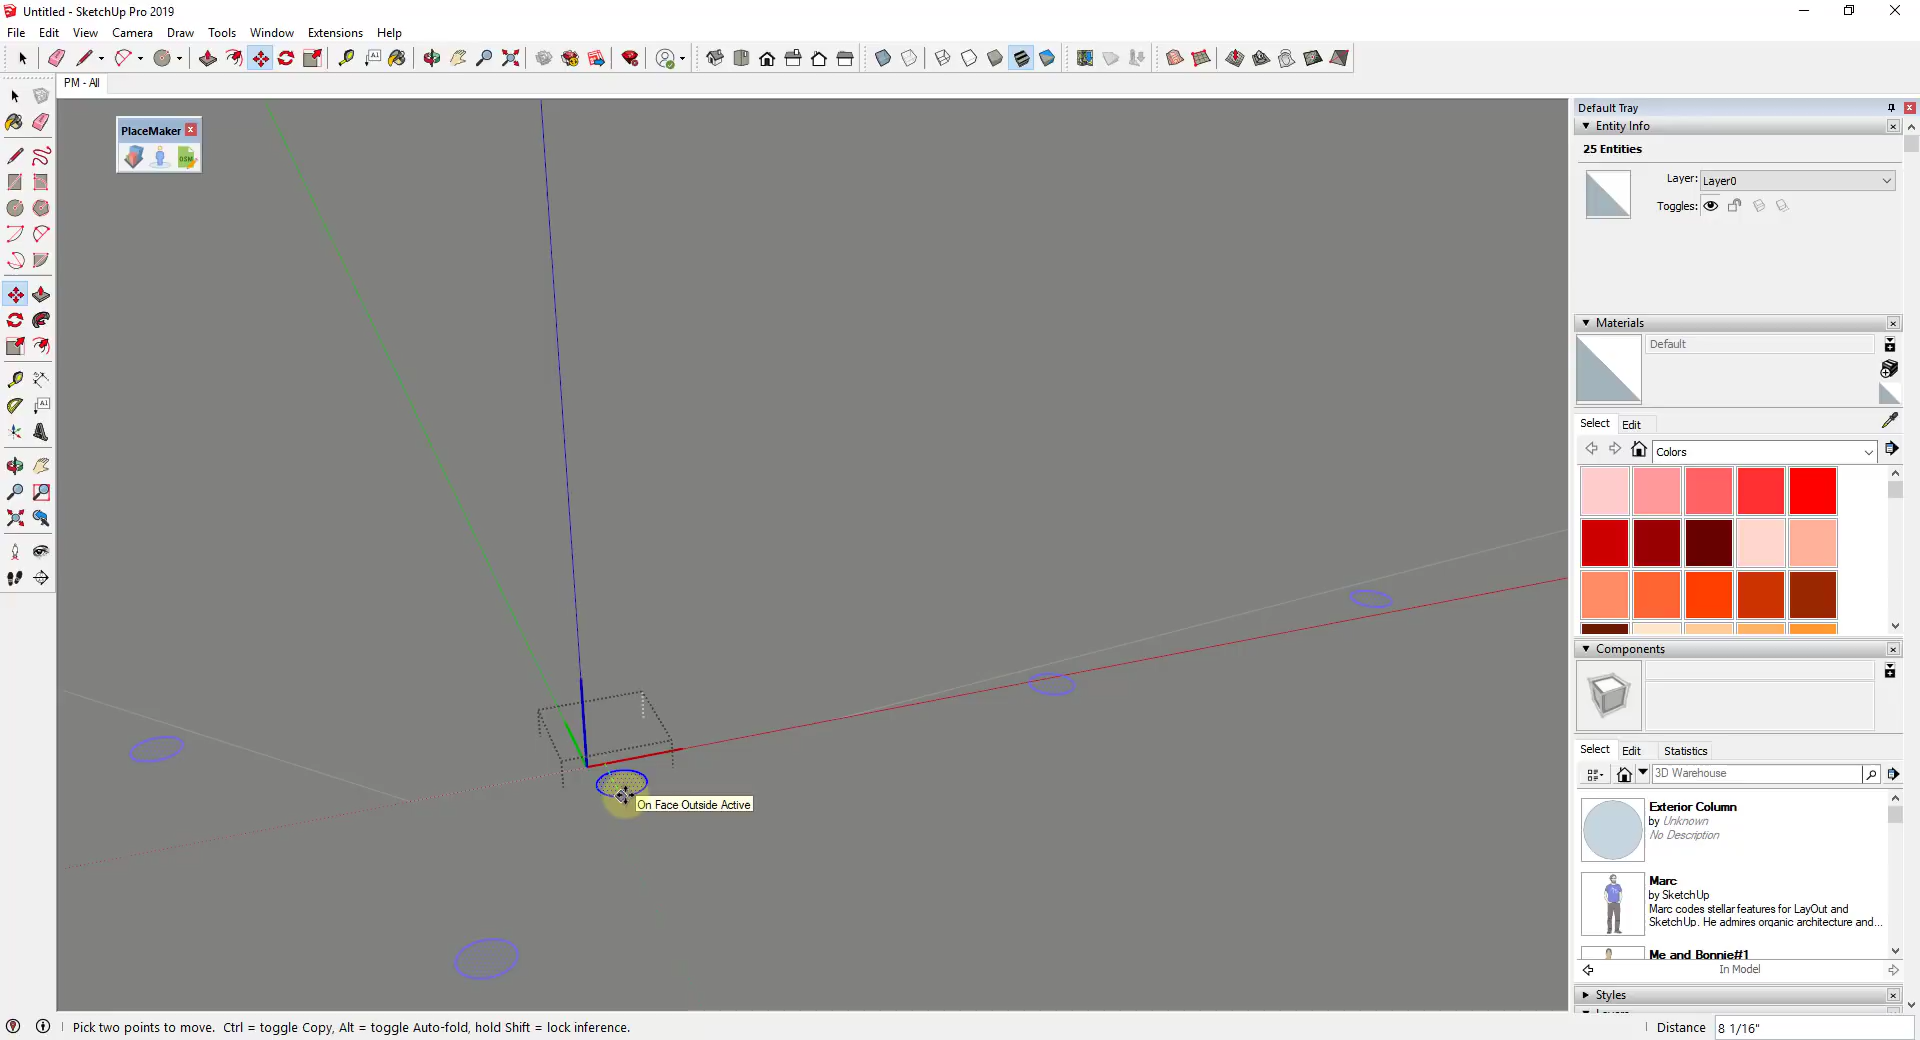 Untitled - SketchUp Pro 2019
File Edit View Camera Draw Tools Window Extensions Help
PM - All
PlaceMaker
OSM
Default Tray
Entity Info
25 Entities
Layer: Layer0
Toggles:
Materials
Default
Select Edit
Colors
Components
Select Edit Statistics
3D Warehouse
Exterior Column
by Unknown
No Description
Marc
by SketchUp
Marc codes stellar features for LayOut and
SketchUp. He admires organic architecture and...
Me and Bonnie#1
In Model
Styles
Layers
On Face Outside Active
Pick two points to move. Ctrl = toggle Copy, Alt = toggle Auto-fold, hold Shift = lock inference.
Distance 8 1/16"